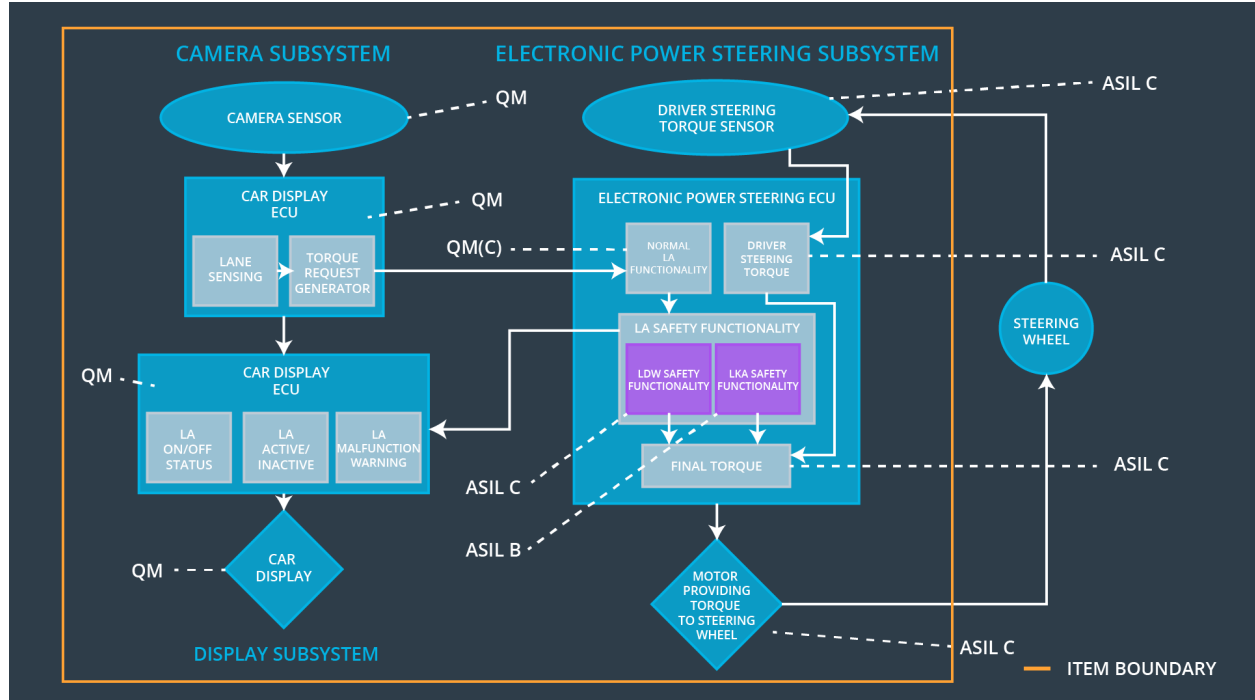 CAMERA SUBSYSTEM
ELECTRONIC POWER STEERING SUBSYSTEM
CAMERA SENSOR
QM
DRIVER STEERING
TORQUE SENSOR
ASIL C
CAR DISPLAY
ECU
QM
LANE
SENSING
TORQUE
REQUEST
GENERATOR
ELECTRONIC POWER STEERING ECU
QM(C)
NORMAL
LA
FUNCTIONALITY
DRIVER
STEERING
TORQUE
ASIL C
LA SAFETY FUNCTIONALITY
LDW SAFETY
FUNCTIONALITY
LKA SAFETY
FUNCTIONALITY
STEERING
WHEEL
CAR DISPLAY
ECU
QM
LA
ON/OFF
STATUS
LA
ACTIVE/
INACTIVE
LA
MALFUNCTION
WARNING
FINAL TORQUE
ASIL C
ASIL C
ASIL B
CAR
DISPLAY
QM
MOTOR
PROVIDING
TORQUE
TO STEERING
WHEEL
ASIL C
DISPLAY SUBSYSTEM
ITEM BOUNDARY